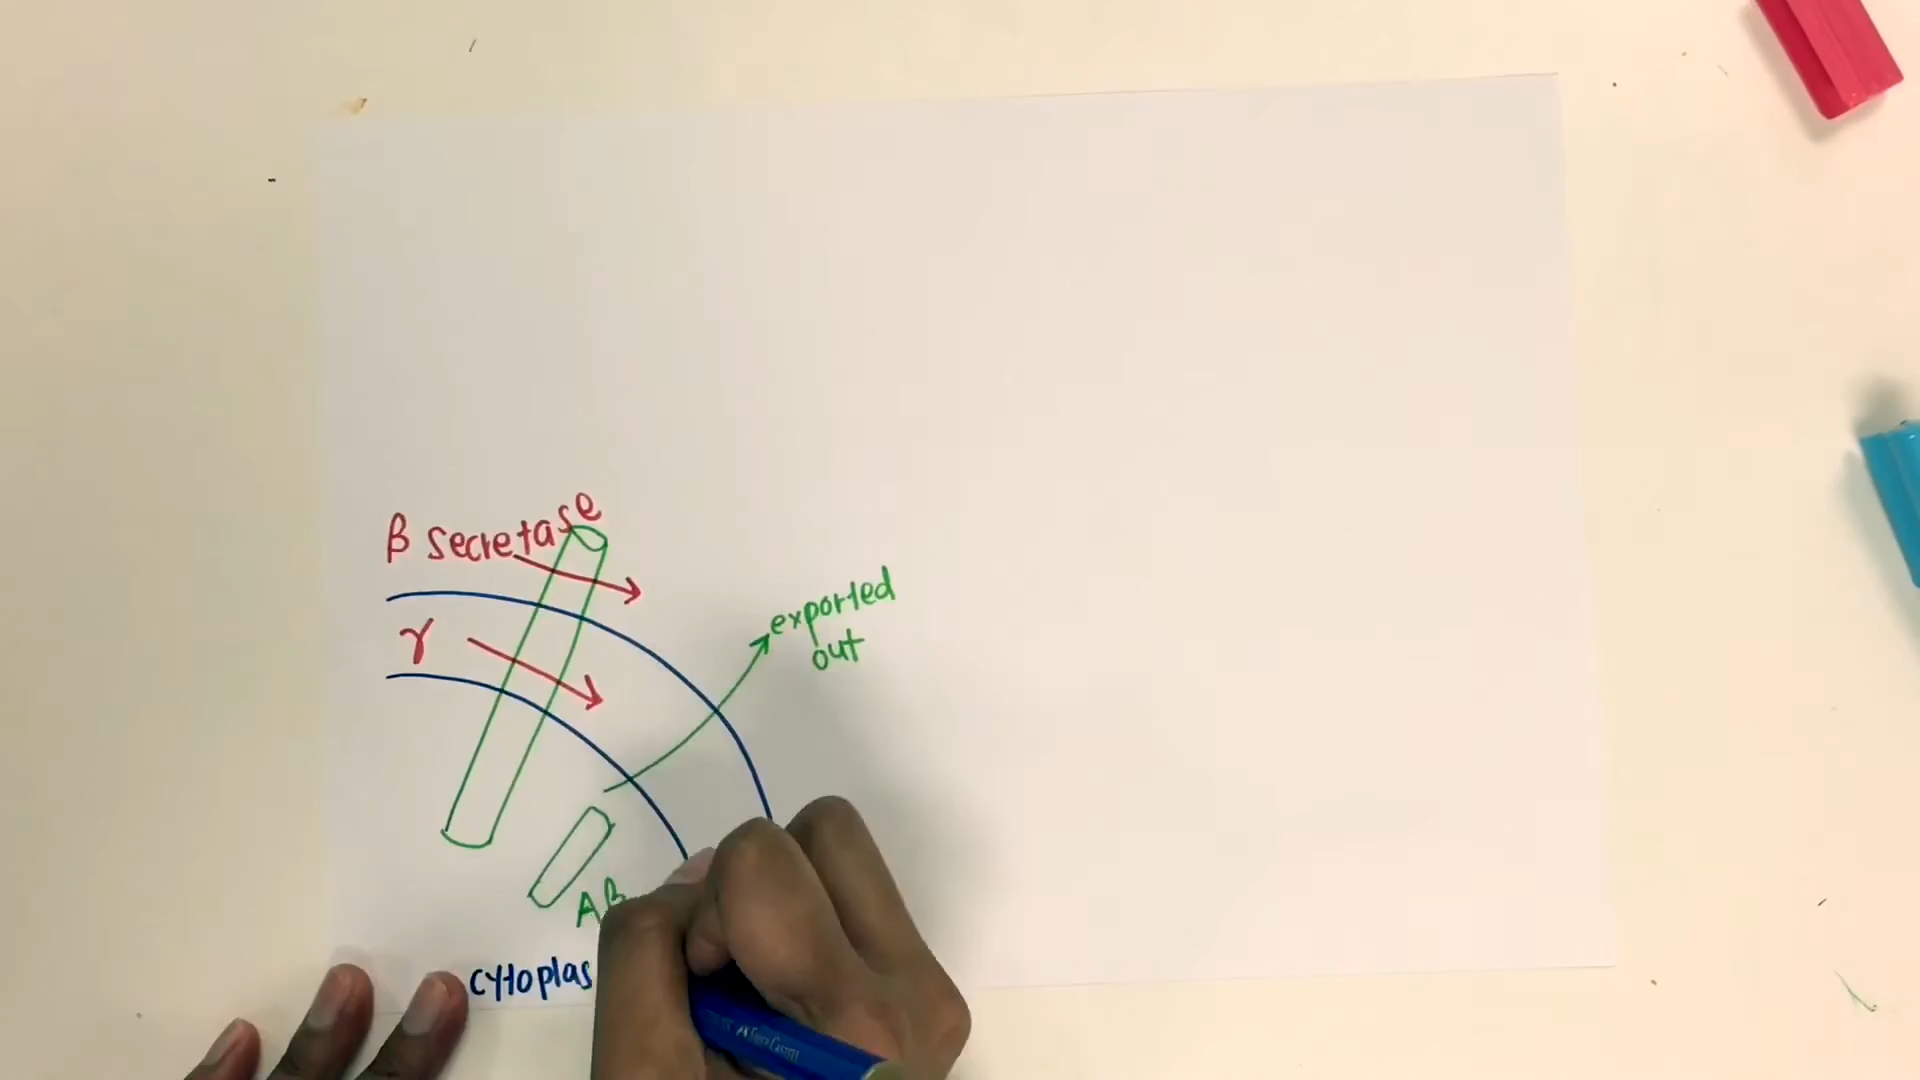 β secretase
γ
exported
out
Aβ
cytoplas